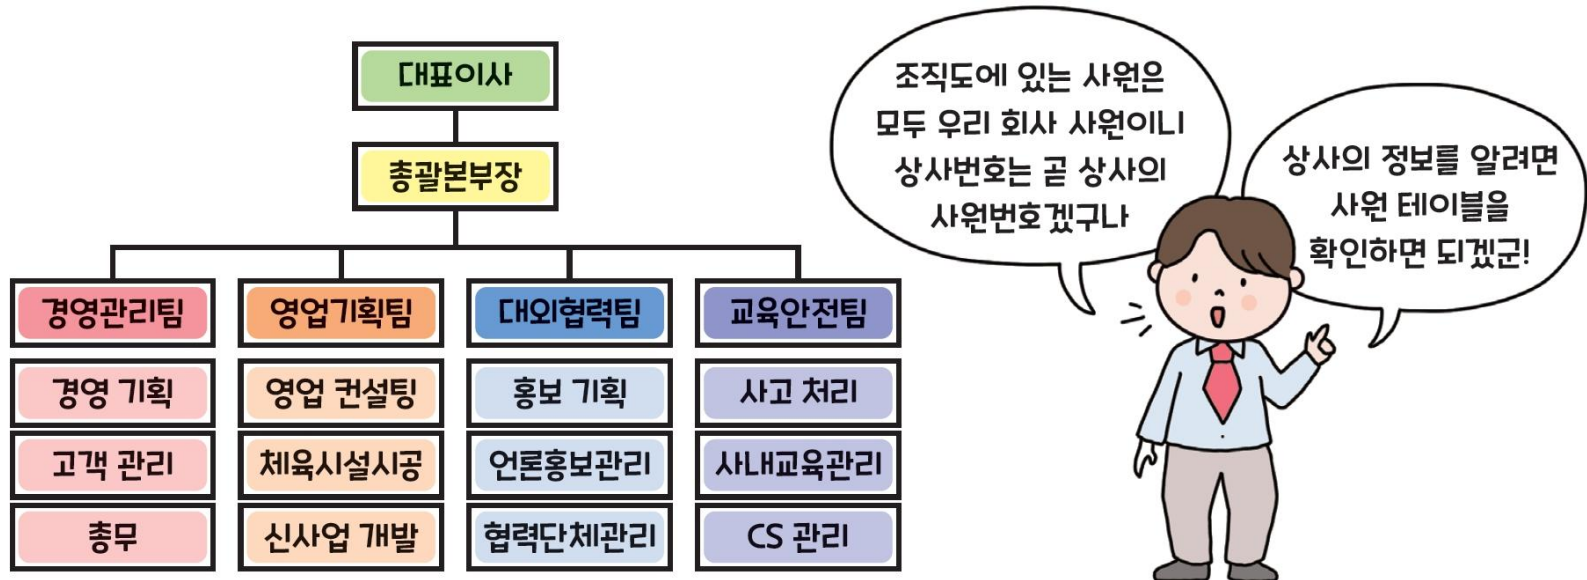 대표이사
총괄본부장
경영관리팀
영업기획팀
대외협력팀
교육안전팀
경영 기획
영업 컨설팅
홍보 기획
사고 처리
고객 관리
체육시설시공
언론홍보관리
사내교육관리
총무
신사업 개발
협력단체관리
CS 관리
조직도에 있는 사원은
모두 우리 회사 사원이니
상사번호는 곧 상사의
사원번호겠구나
상사의 정보를 알려면
사원 테이블을
확인하면 되겠군!